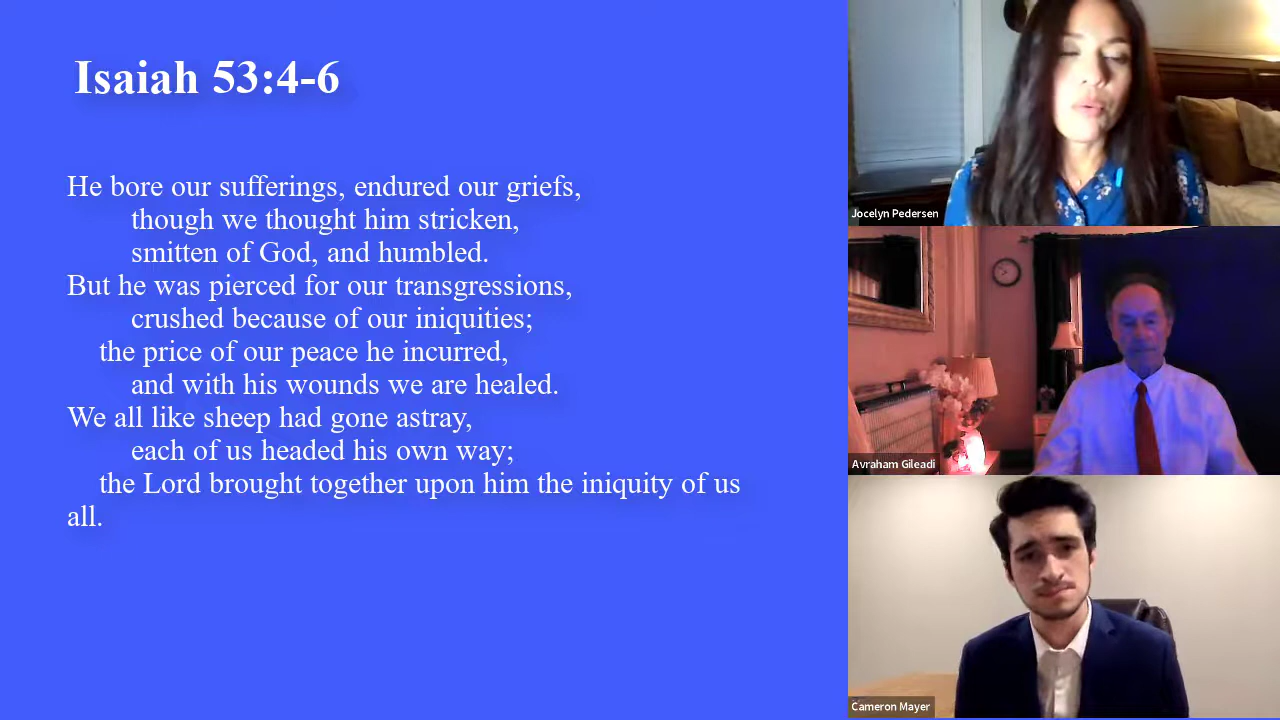 Isaiah 53:4-6
He bore our sufferings, endured our griefs,
though we thought him stricken,
smitten of God, and humbled.
But he was pierced for our transgressions,
crushed because of our iniquities;
the price of our peace he incurred,
and with his wounds we are healed.
We all like sheep had gone astray,
each of us headed his own way;
the Lord brought together upon him the iniquity of us
all.
Jocelyn Pedersen
Avraham Gileadi
Cameron Mayer